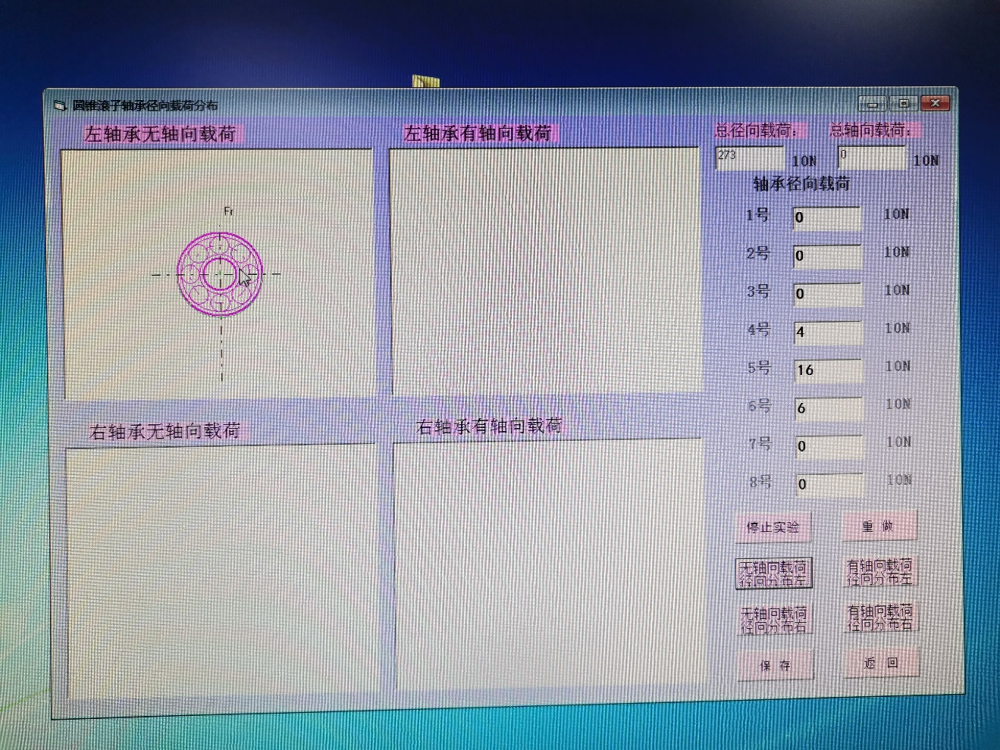 圆锥滚子轴承径向载荷分布
左轴承无轴向载荷
左轴承有轴向载荷
总径向载荷：
总轴向载荷：
273
10N
0
10N
轴承径向载荷
Fr
1号 0 10N
2号 0 10N
3号 0 10N
4号 4 10N
5号 16 10N
6号 6 10N
7号 0 10N
8号 0 10N
右轴承无轴向载荷
右轴承有轴向载荷
停止实验
重 做
无轴向载荷
径向分布左
有轴向载荷
径向分布左
无轴向载荷
径向分布右
有轴向载荷
径向分布右
保 存
返 回